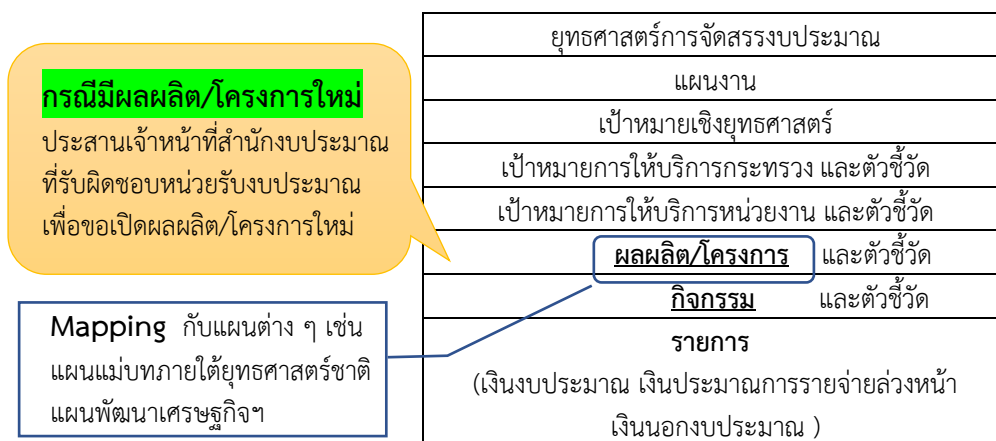 กรณีมีผลผลิต/โครงการใหม่
ประสานเจ้าหน้าที่สำนักงบประมาณ
ที่รับผิดชอบหน่วยรับงบประมาณ
เพื่อขอเปิดผลผลิต/โครงการใหม่
Mapping กับแผนต่าง ๆ เช่น
แผนแม่บทภายใต้ยุทธศาสตร์ชาติ
แผนพัฒนาเศรษฐกิจฯ
ยุทธศาสตร์การจัดสรรงบประมาณ
แผนงาน
เป้าหมายเชิงยุทธศาสตร์
เป้าหมายการให้บริการกระทรวง และตัวชี้วัด
เป้าหมายการให้บริการหน่วยงาน และตัวชี้วัด
ผลผลิต/โครงการ และตัวชี้วัด
กิจกรรม และตัวชี้วัด
รายการ
(เงินงบประมาณ เงินประมาณการรายจ่ายล่วงหน้า
เงินนอกงบประมาณ )